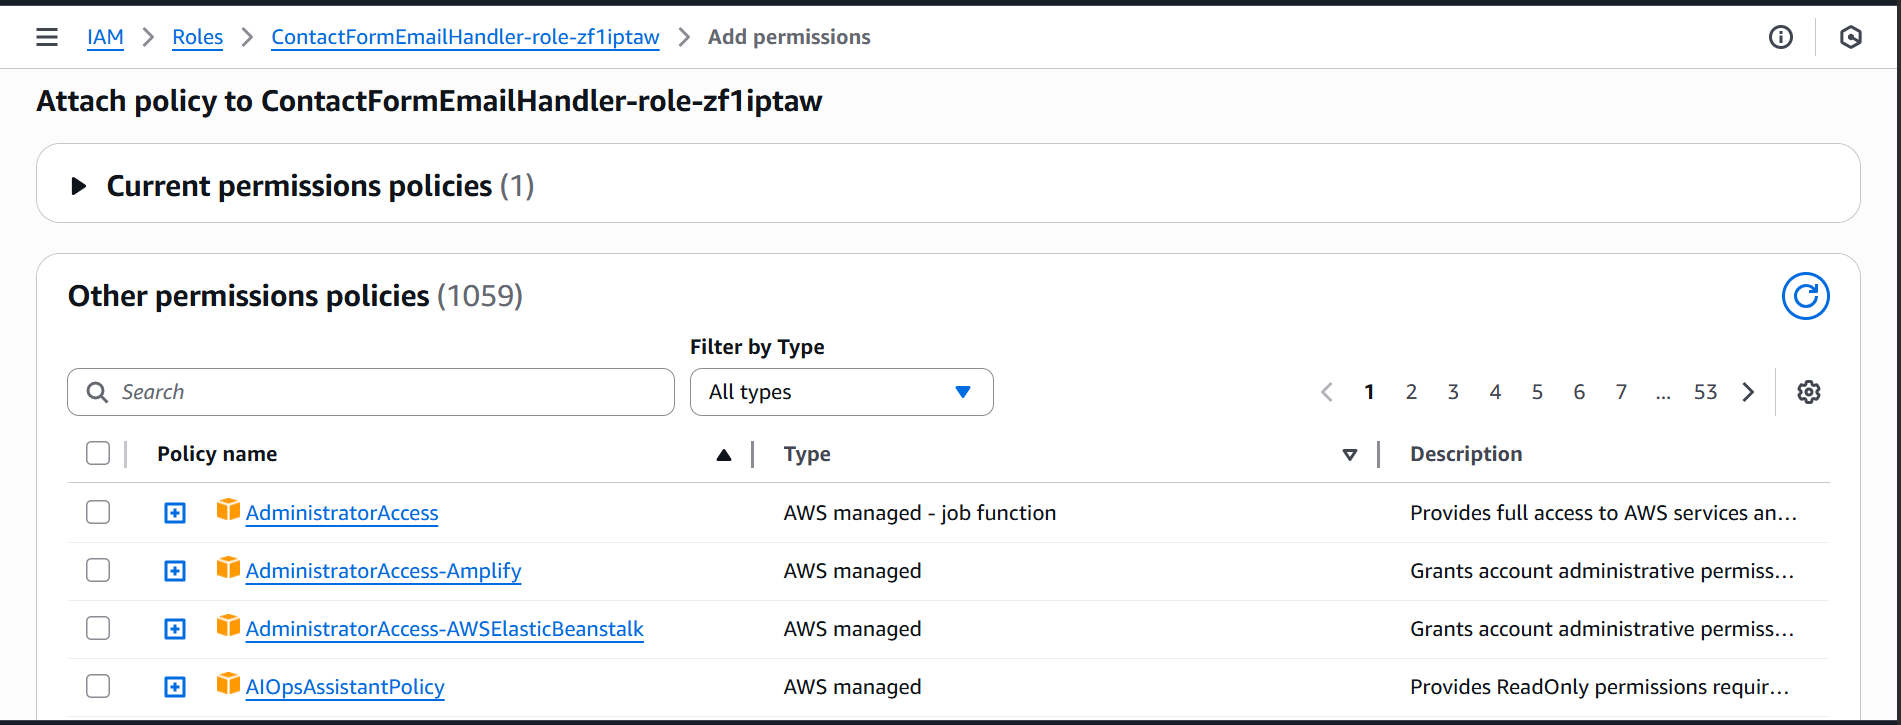 IAM > Roles > ContactFormEmailHandler-role-zf1iptaw > Add permissions
Attach policy to ContactFormEmailHandler-role-zf1iptaw
Current permissions policies (1)
Other permissions policies (1059)
Filter by Type
Search
All types
1 2 3 4 5 6 7 ... 53
Policy name Type Description
AdministratorAccess AWS managed - job function Provides full access to AWS services an...
AdministratorAccess-Amplify AWS managed Grants account administrative permiss...
AdministratorAccess-AWSElasticBeanstalk AWS managed Grants account administrative permiss...
AIOpsAssistantPolicy AWS managed Provides ReadOnly permissions requir...